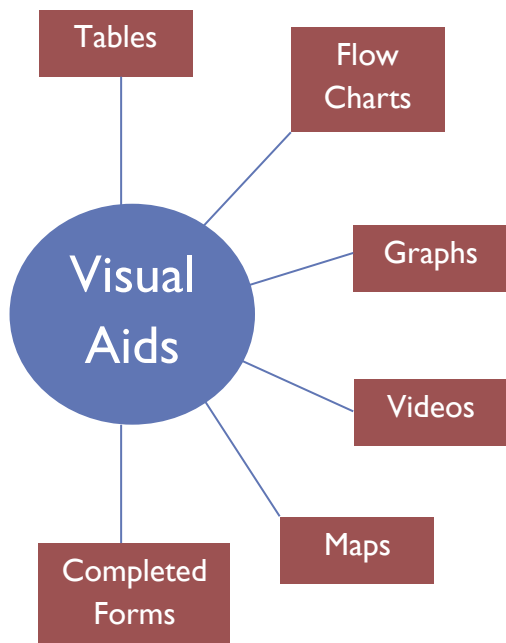 Tables
Flow
Charts
Visual
Aids
Graphs
Videos
Maps
Completed
Forms